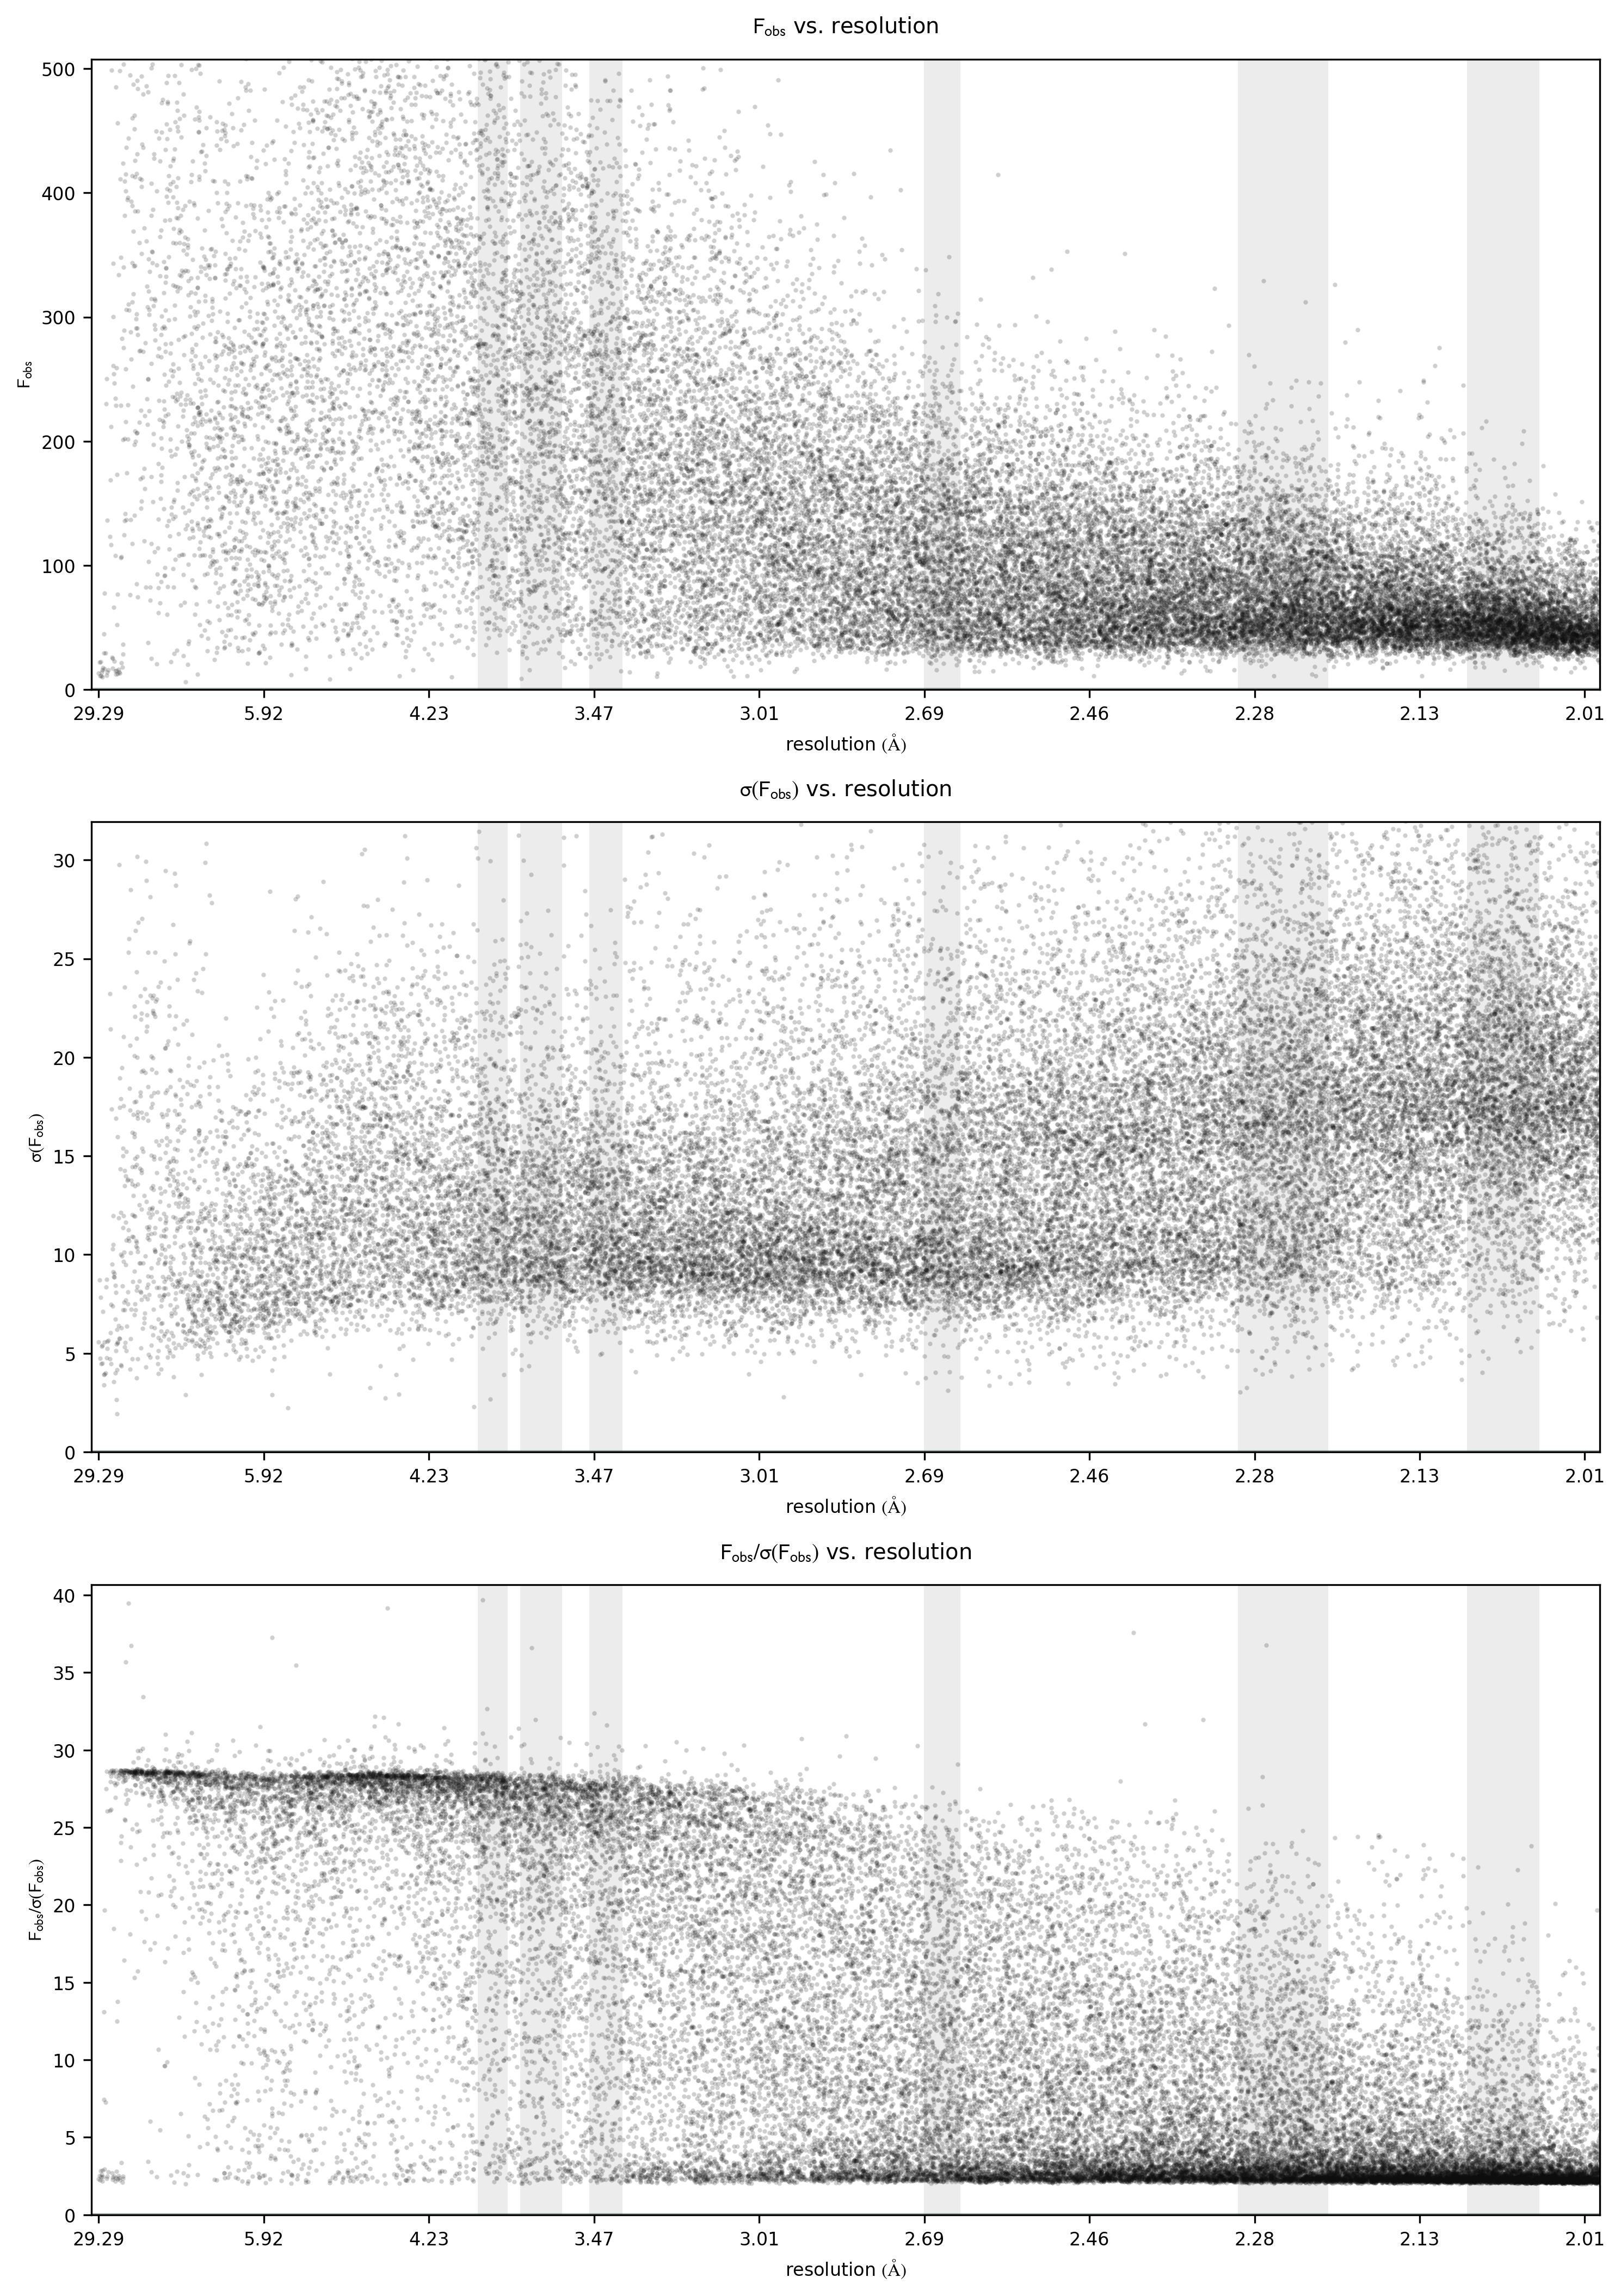 Fobs vs. resolution
500
400
300
200
100
0
Fobs
29.29 5.92 4.23 3.47 3.01 2.69 2.46 2.28 2.13 2.01
resolution (Å)
σ(Fobs) vs. resolution
30
25
20
15
10
5
0
σ(Fobs)
29.29 5.92 4.23 3.47 3.01 2.69 2.46 2.28 2.13 2.01
resolution (Å)
Fobs/σ(Fobs) vs. resolution
40
35
30
25
20
15
10
5
0
Fobs/σ(Fobs)
29.29 5.92 4.23 3.47 3.01 2.69 2.46 2.28 2.13 2.01
resolution (Å)